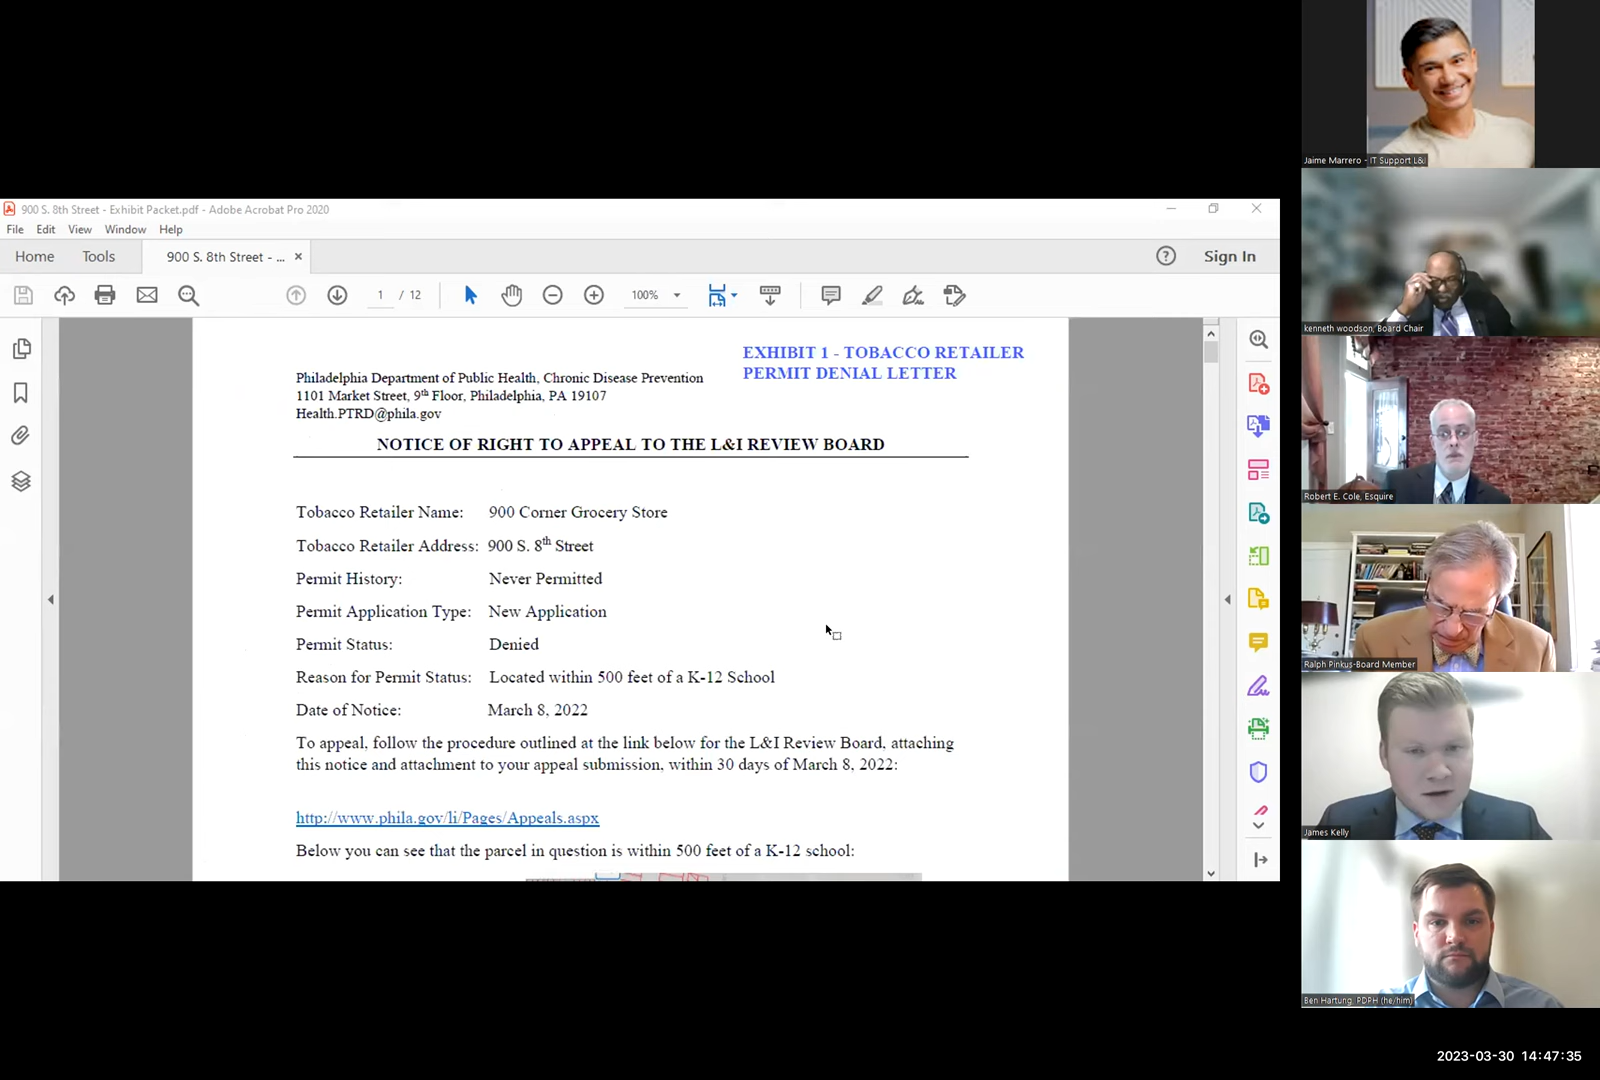 900 S. 8th Street - Exhibit Packet.pdf - Adobe Acrobat Pro 2020
File Edit View Window Help
Home Tools 900 S. 8th Street - ... × Sign In
1 / 12 100%
EXHIBIT 1 - TOBACCO RETAILER
PERMIT DENIAL LETTER
Philadelphia Department of Public Health, Chronic Disease Prevention
1101 Market Street, 9th Floor, Philadelphia, PA 19107
Health.PTRD@phila.gov
NOTICE OF RIGHT TO APPEAL TO THE L&I REVIEW BOARD
Tobacco Retailer Name: 900 Corner Grocery Store
Tobacco Retailer Address: 900 S. 8th Street
Permit History: Never Permitted
Permit Application Type: New Application
Permit Status: Denied
Reason for Permit Status: Located within 500 feet of a K-12 School
Date of Notice: March 8, 2022
To appeal, follow the procedure outlined at the link below for the L&I Review Board, attaching
this notice and attachment to your appeal submission, within 30 days of March 8, 2022:
http://www.phila.gov/li/Pages/Appeals.aspx
Below you can see that the parcel in question is within 500 feet of a K-12 school:
Jaime Marrero - IT Support L&I
kenneth woodson, Board Chair
Robert E. Cole, Esquire
Ralph Pinkus-Board Member
James Kelly
Ben Hartung, PDPH (he/him)
2023-03-30 14:47:35